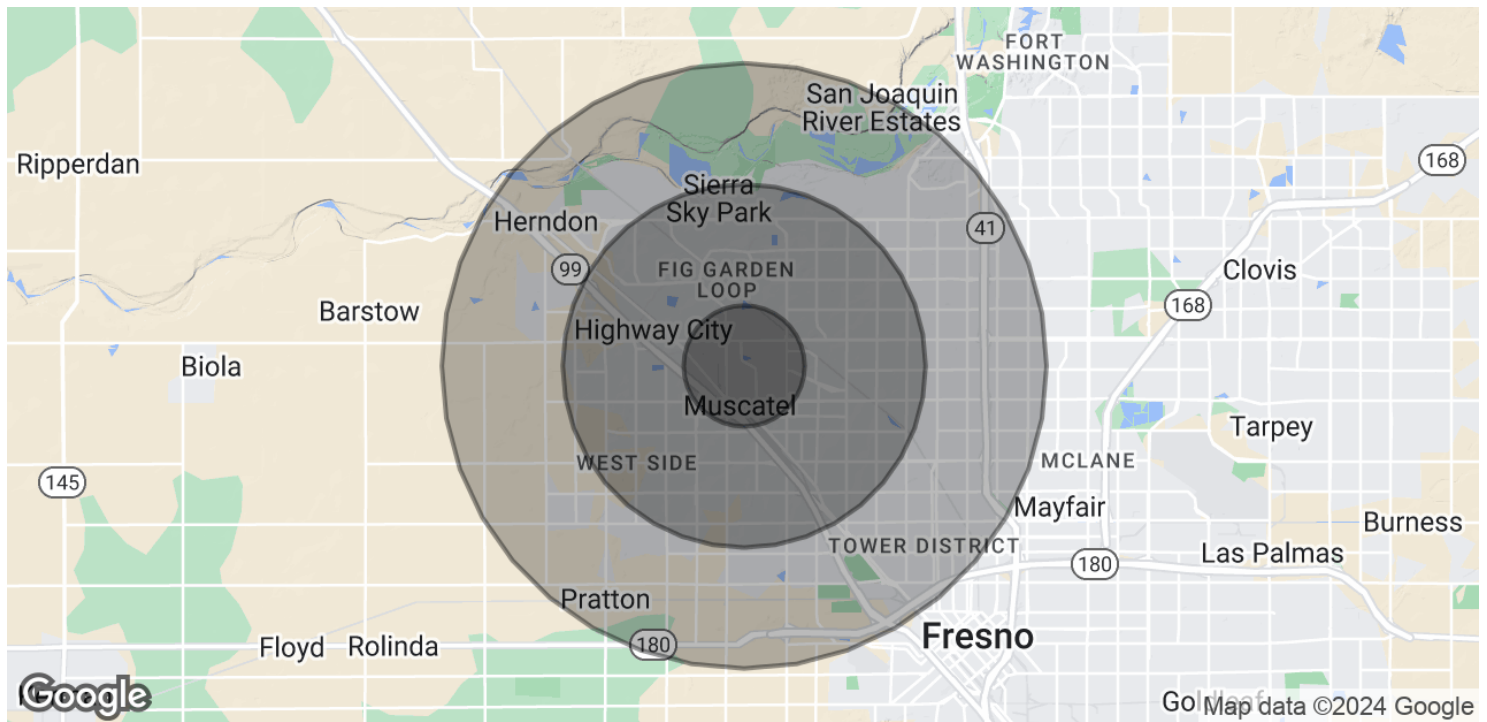 FORT
WASHINGTON
San Joaquin
River Estates
168
Ripperdan
Sierra
Sky Park
Herndon
41
99
FIG GARDEN
LOOP
Clovis
168
Barstow
Highway City
Biola
Muscatel
Tarpey
WEST SIDE
MCLANE
145
Mayfair
Burness
TOWER DISTRICT
Las Palmas
180
Pratton
Fresno
Floyd
Rolinda
180
Google
Map data ©2024 Google